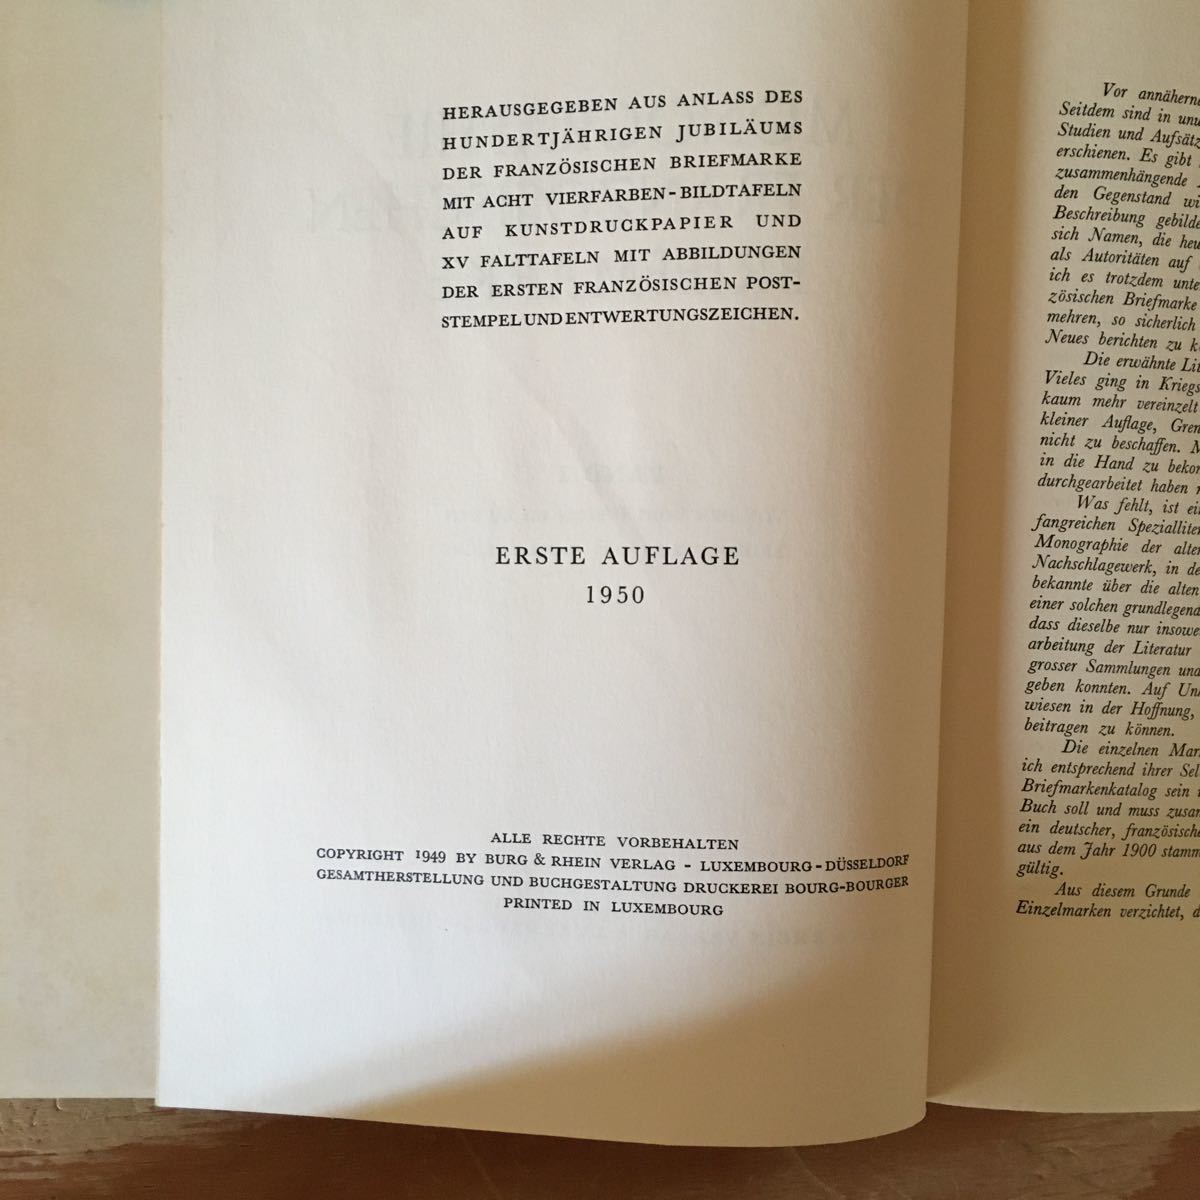 HERAUSGEGEBEN AUS ANLASS DES
HUNDERTJÄHRIGEN JUBILÄUMS
DER FRANZÖSISCHEN BRIEFMARKE
MIT ACHT VIERFARBEN-BILDTAFELN
AUF KUNSTDRUCKPAPIER UND
XV FALTTAFELN MIT ABBILDUNGEN
DER ERSTEN FRANZÖSISCHEN POST-
STEMPEL UND ENTWERTUNGSZEICHEN.
ERSTE AUFLAGE
1950
ALLE RECHTE VORBEHALTEN
COPYRIGHT 1949 BY BURG & RHEIN VERLAG - LUXEMBOURG - DÜSSELDORF
GESAMTHERSTELLUNG UND BUCHGESTALTUNG DRUCKEREI BOURG-BOURGER
PRINTED IN LUXEMBOURG
Vor
Seitdem sind in
Studien und
erschienen. Es gibt
zusammenhängende
den Gegenstand
Beschreibung
sich Namen, die
als Autoritäten auf
ich es trotzdem
zösischen Briefmarke
mehren, so sicherlich
Neues berichten zu
Die erwähnte
Vieles ging in
kaum mehr vereinzelt
kleiner Auflage,
nicht zu beschaffen.
in die Hand zu
durchgearbeitet haben
Was fehlt, ist
fangreichen
Monographie der
Nachschlagewerk, in
bekannte über die alten
einer solchen
dass dieselbe nur
arbeitung der Literatur
grosser Sammlungen
geben konnten. Auf
wiesen in der Hoffnung,
beitragen zu können.
Die einzelnen
ich entsprechend ihrer
Briefmarkenkatalog sein
Buch soll und muss
ein deutscher,
aus dem Jahr 1900
gültig.
Aus diesem Grunde
Einzelmarken verzichtet,